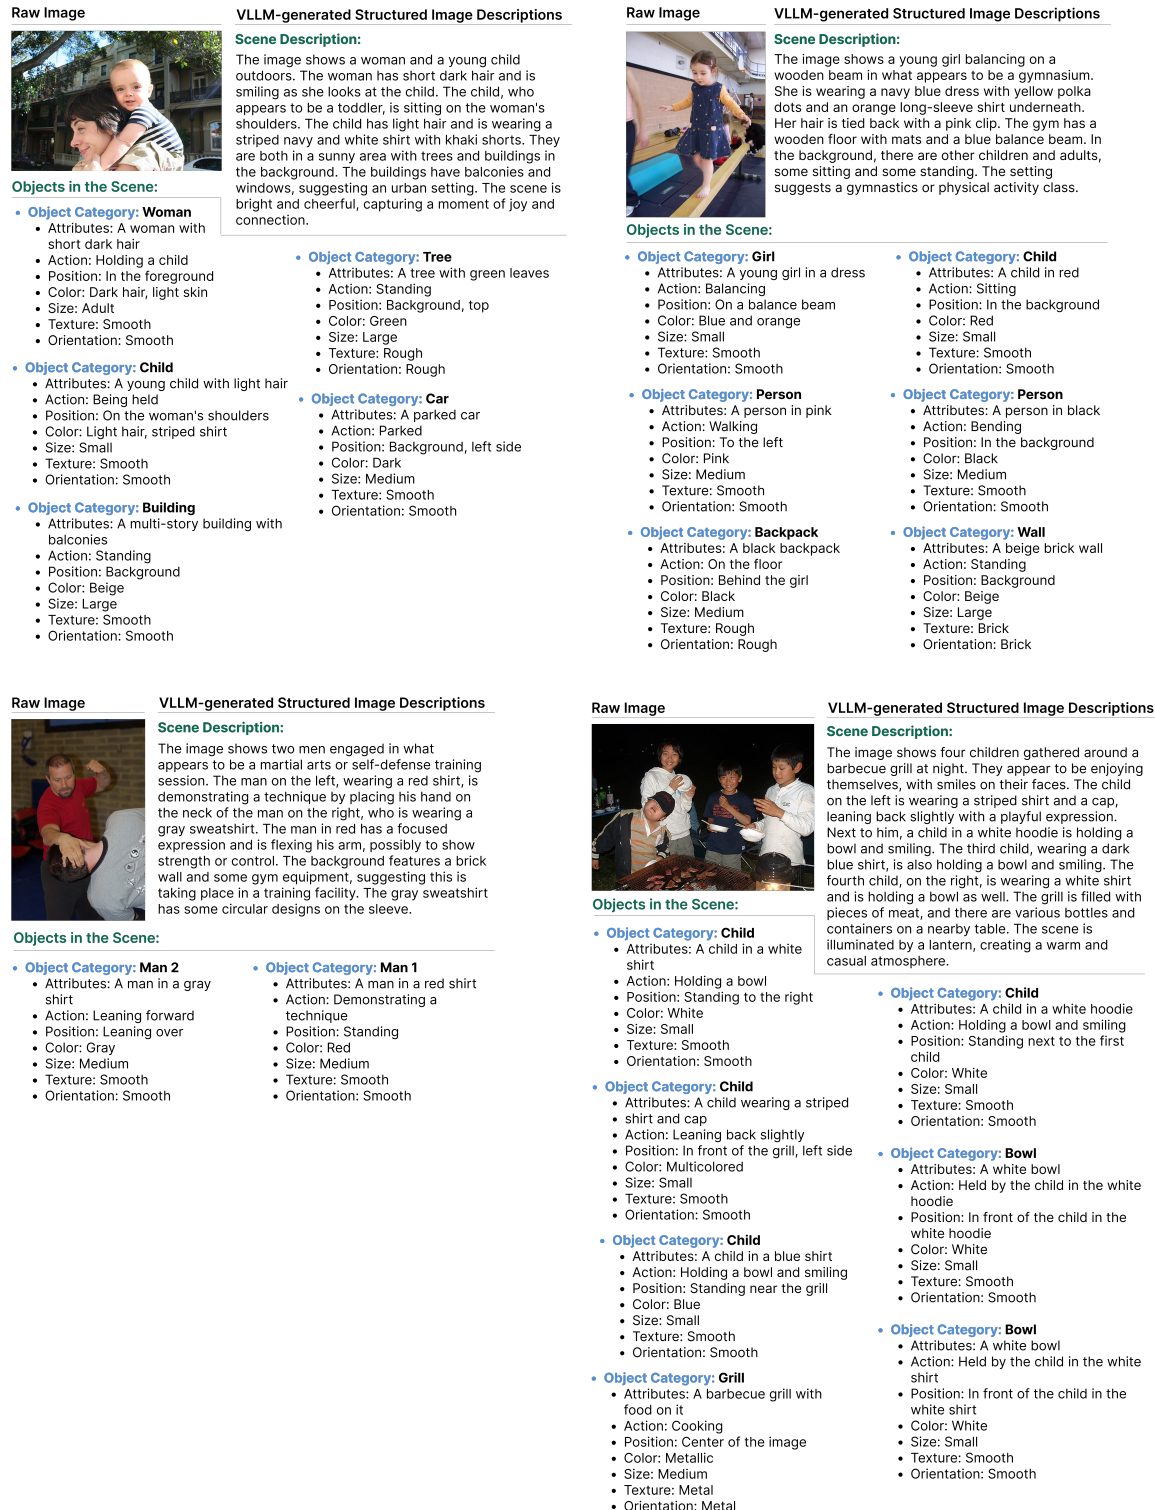 Raw Image
VLLM-generated Structured Image Descriptions
Scene Description:
The image shows a woman and a young child
outdoors. The woman has short dark hair and is
smiling as she looks at the child. The child, who
appears to be a toddler, is sitting on the woman's
shoulders. The child has light hair and is wearing a
striped navy and white shirt with khaki shorts. They
are both in a sunny area with trees and buildings in
the background. The buildings have balconies and
windows, suggesting an urban setting. The scene is
bright and cheerful, capturing a moment of joy and
connection.
Objects in the Scene:
• Object Category: Woman
• Attributes: A woman with
short dark hair
• Action: Holding a child
• Position: In the foreground
• Color: Dark hair, light skin
• Size: Adult
• Texture: Smooth
• Orientation: Smooth
• Object Category: Child
• Attributes: A young child with light hair
• Action: Being held
• Position: On the woman's shoulders
• Color: Light hair, striped shirt
• Size: Small
• Texture: Smooth
• Orientation: Smooth
• Object Category: Building
• Attributes: A multi-story building with
balconies
• Action: Standing
• Position: Background
• Color: Beige
• Size: Large
• Texture: Smooth
• Orientation: Smooth
• Object Category: Tree
• Attributes: A tree with green leaves
• Action: Standing
• Position: Background, top
• Color: Green
• Size: Large
• Texture: Rough
• Orientation: Rough
• Object Category: Car
• Attributes: A parked car
• Action: Parked
• Position: Background, left side
• Color: Dark
• Size: Medium
• Texture: Smooth
• Orientation: Smooth
Raw Image
VLLM-generated Structured Image Descriptions
Scene Description:
The image shows a young girl balancing on a
wooden beam in what appears to be a gymnasium.
She is wearing a navy blue dress with yellow polka
dots and an orange long-sleeve shirt underneath.
Her hair is tied back with a pink clip. The gym has a
wooden floor with mats and a blue balance beam. In
the background, there are other children and adults,
some sitting and some standing. The setting
suggests a gymnastics or physical activity class.
Objects in the Scene:
• Object Category: Girl
• Attributes: A young girl in a dress
• Action: Balancing
• Position: On a balance beam
• Color: Blue and orange
• Size: Small
• Texture: Smooth
• Orientation: Smooth
• Object Category: Person
• Attributes: A person in pink
• Action: Walking
• Position: To the left
• Color: Pink
• Size: Medium
• Texture: Smooth
• Orientation: Smooth
• Object Category: Backpack
• Attributes: A black backpack
• Action: On the floor
• Position: Behind the girl
• Color: Black
• Size: Medium
• Texture: Rough
• Orientation: Rough
• Object Category: Child
• Attributes: A child in red
• Action: Sitting
• Position: In the background
• Color: Red
• Size: Small
• Texture: Smooth
• Orientation: Smooth
• Object Category: Person
• Attributes: A person in black
• Action: Bending
• Position: In the background
• Color: Black
• Size: Medium
• Texture: Smooth
• Orientation: Smooth
• Object Category: Wall
• Attributes: A beige brick wall
• Action: Standing
• Position: Background
• Color: Beige
• Size: Large
• Texture: Brick
• Orientation: Brick
Raw Image
VLLM-generated Structured Image Descriptions
Scene Description:
The image shows two men engaged in what
appears to be a martial arts or self-defense training
session. The man on the left, wearing a red shirt, is
demonstrating a technique by placing his hand on
the neck of the man on the right, who is wearing a
gray sweatshirt. The man in red has a focused
expression and is flexing his arm, possibly to show
strength or control. The background features a brick
wall and some gym equipment, suggesting this is
taking place in a training facility. The gray sweatshirt
has some circular designs on the sleeve.
Objects in the Scene:
• Object Category: Man 2
• Attributes: A man in a gray
shirt
• Action: Leaning forward
• Position: Leaning over
• Color: Gray
• Size: Medium
• Texture: Smooth
• Orientation: Smooth
• Object Category: Man 1
• Attributes: A man in a red shirt
• Action: Demonstrating a
technique
• Position: Standing
• Color: Red
• Size: Medium
• Texture: Smooth
• Orientation: Smooth
Raw Image
VLLM-generated Structured Image Descriptions
Scene Description:
The image shows four children gathered around a
barbecue grill at night. They appear to be enjoying
themselves, with smiles on their faces. The child
on the left is wearing a striped shirt and a cap,
leaning back slightly with a playful expression.
Next to him, a child in a white hoodie is holding a
bowl and smiling. The third child, wearing a dark
blue shirt, is also holding a bowl and smiling. The
fourth child, on the right, is wearing a white shirt
and is holding a bowl as well. The grill is filled with
pieces of meat, and there are various bottles and
containers on a nearby table. The scene is
illuminated by a lantern, creating a warm and
casual atmosphere.
Objects in the Scene:
• Object Category: Child
• Attributes: A child in a white
shirt
• Action: Holding a bowl
• Position: Standing to the right
• Color: White
• Size: Small
• Texture: Smooth
• Orientation: Smooth
• Object Category: Child
• Attributes: A child wearing a striped
• shirt and cap
• Action: Leaning back slightly
• Position: In front of the grill, left side
• Color: Multicolored
• Size: Small
• Texture: Smooth
• Orientation: Smooth
• Object Category: Child
• Attributes: A child in a blue shirt
• Action: Holding a bowl and smiling
• Position: Standing near the grill
• Color: Blue
• Size: Small
• Texture: Smooth
• Orientation: Smooth
• Object Category: Grill
• Attributes: A barbecue grill with
food on it
• Action: Cooking
• Position: Center of the image
• Color: Metallic
• Size: Medium
• Texture: Metal
• Orientation: Metal
• Object Category: Child
• Attributes: A child in a white hoodie
• Action: Holding a bowl and smiling
• Position: Standing next to the first
child
• Color: White
• Size: Small
• Texture: Smooth
• Orientation: Smooth
• Object Category: Bowl
• Attributes: A white bowl
• Action: Held by the child in the white
hoodie
• Position: In front of the child in the
white hoodie
• Color: White
• Size: Small
• Texture: Smooth
• Orientation: Smooth
• Object Category: Bowl
• Attributes: A white bowl
• Action: Held by the child in the white
shirt
• Position: In front of the child in the
white shirt
• Color: White
• Size: Small
• Texture: Smooth
• Orientation: Smooth